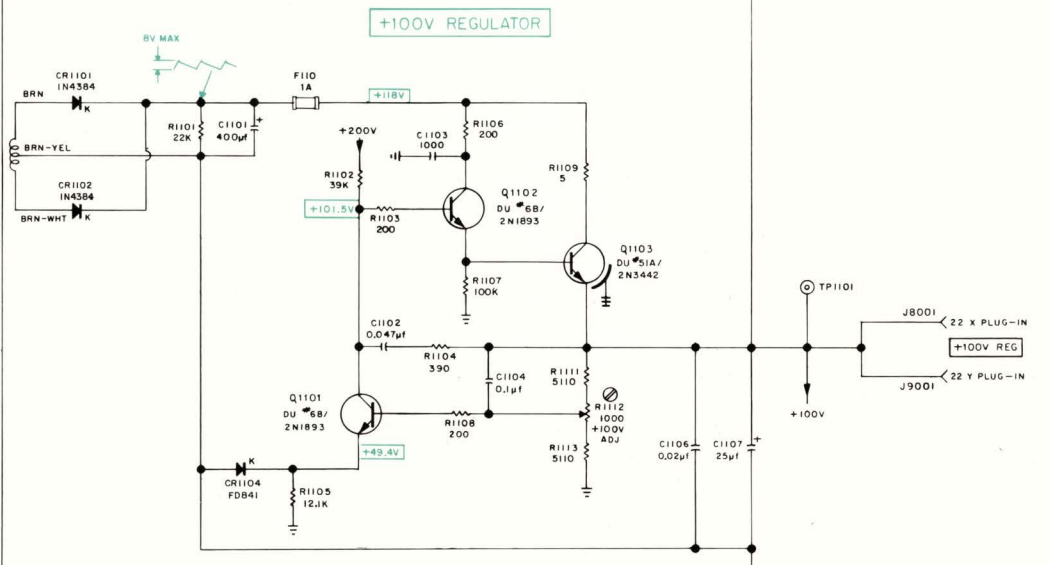 +100V REGULATOR
8V MAX
CR1101
1N4384
BRN
K
F110
1A
+118V
R1101
22K
C1101
400µf
+
BRN-YEL
CR1102
1N4384
K
BRN-WHT
+200V
R1102
39K
C1103
1000
R1106
200
R1109
5
+101.5V
R1103
200
Q1102
DU #6B/
2N1893
Q1103
DU #51A/
2N3442
R1107
100K
TP1101
C1102
0.047µf
R1104
390
J8001
22 X PLUG-IN
+100V REG
22 Y PLUG-IN
J9001
+100V
C1104
0.1µf
R1111
5110
R1112
1000
+100V
ADJ
Q1101
DU #6B/
2N1893
R1108
200
R1113
5110
C1106
0.02µf
C1107
25µf
+
+49.4V
K
CR1104
FD841
R1105
12.1K